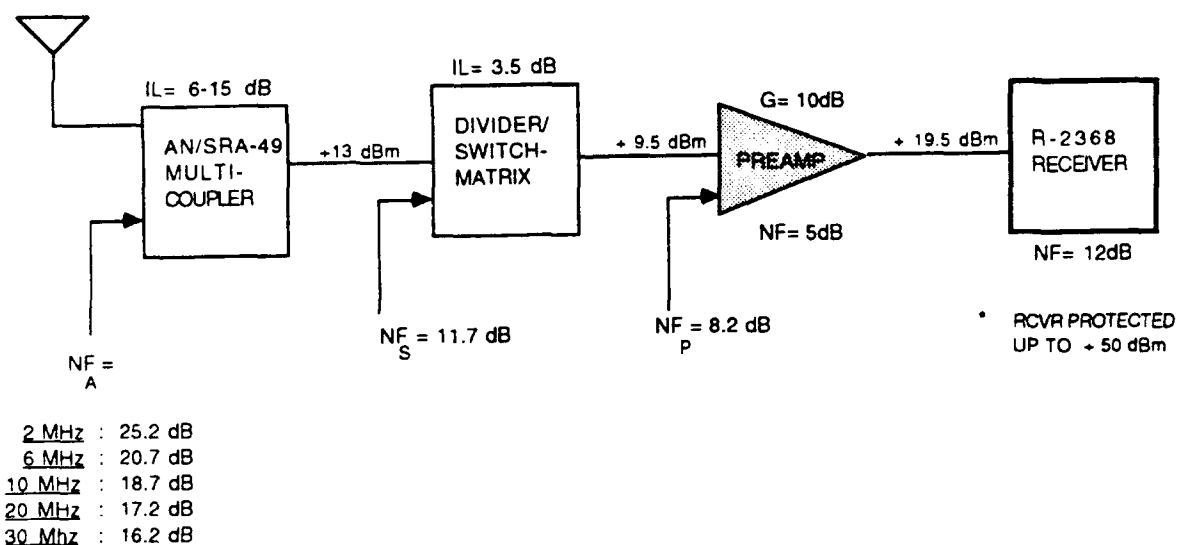 IL= 6-15 dB
AN/SRA-49
MULTI-
COUPLER
+13 dBm
IL= 3.5 dB
DIVIDER/
SWITCH-
MATRIX
+ 9.5 dBm
G= 10dB
PREAMP
NF= 5dB
+ 19.5 dBm
R-2368
RECEIVER
NF= 12dB
NF =
A
NF = 11.7 dB
S
NF = 8.2 dB
P
* RCVR PROTECTED
UP TO + 50 dBm
2 MHz : 25.2 dB
6 MHz : 20.7 dB
10 MHz : 18.7 dB
20 MHz : 17.2 dB
30 Mhz : 16.2 dB